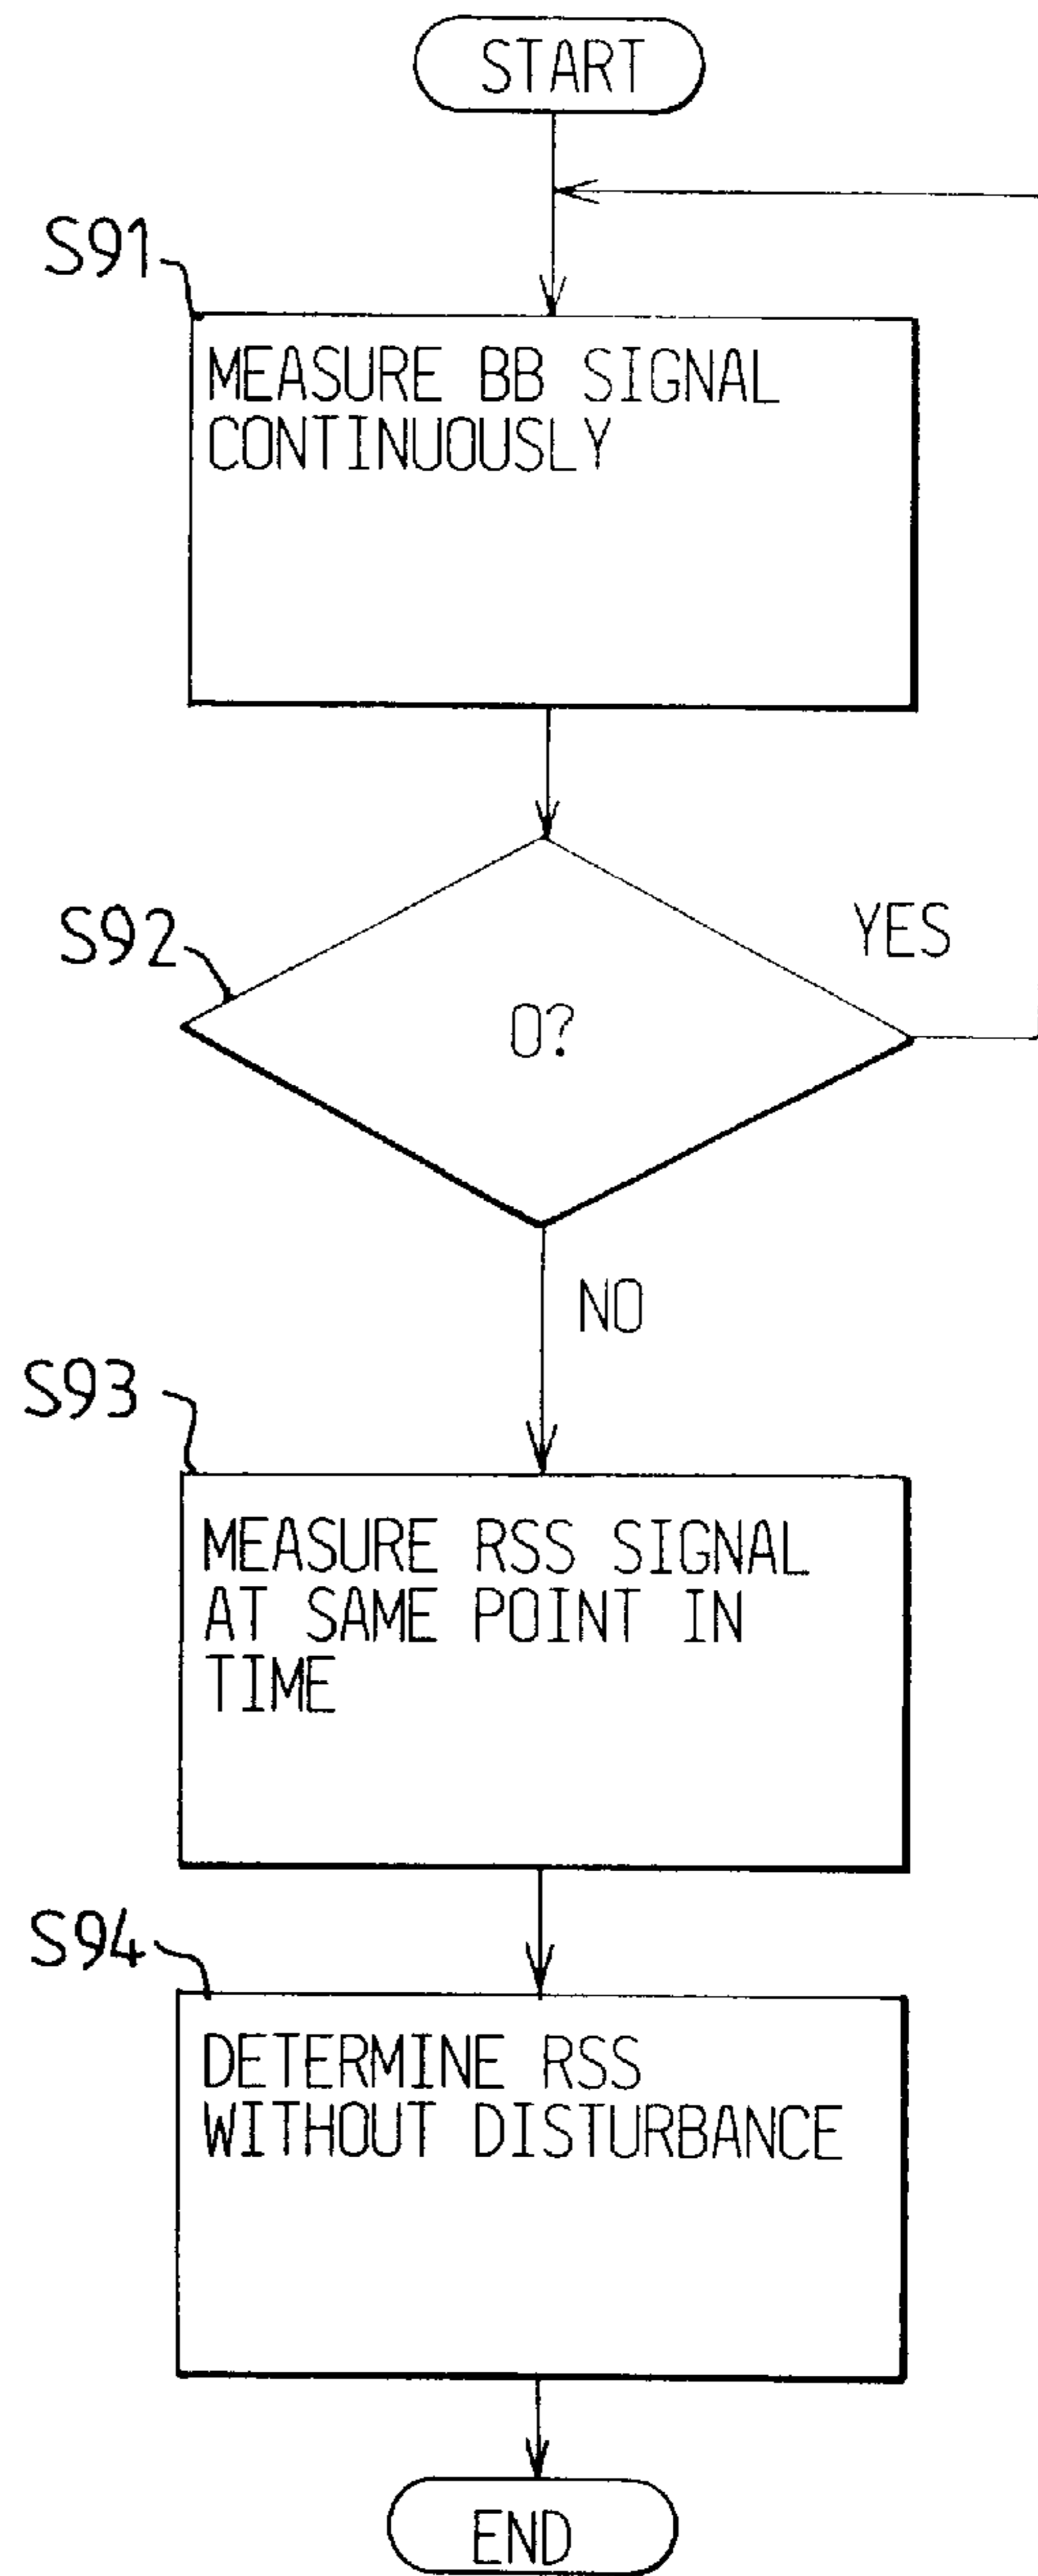 START
S91
MEASURE BB SIGNAL
CONTINUOUSLY
S92
YES
0?
NO
S93
MEASURE RSS SIGNAL
AT SAME POINT IN
TIME
S94
DETERMINE RSS
WITHOUT DISTURBANCE
END